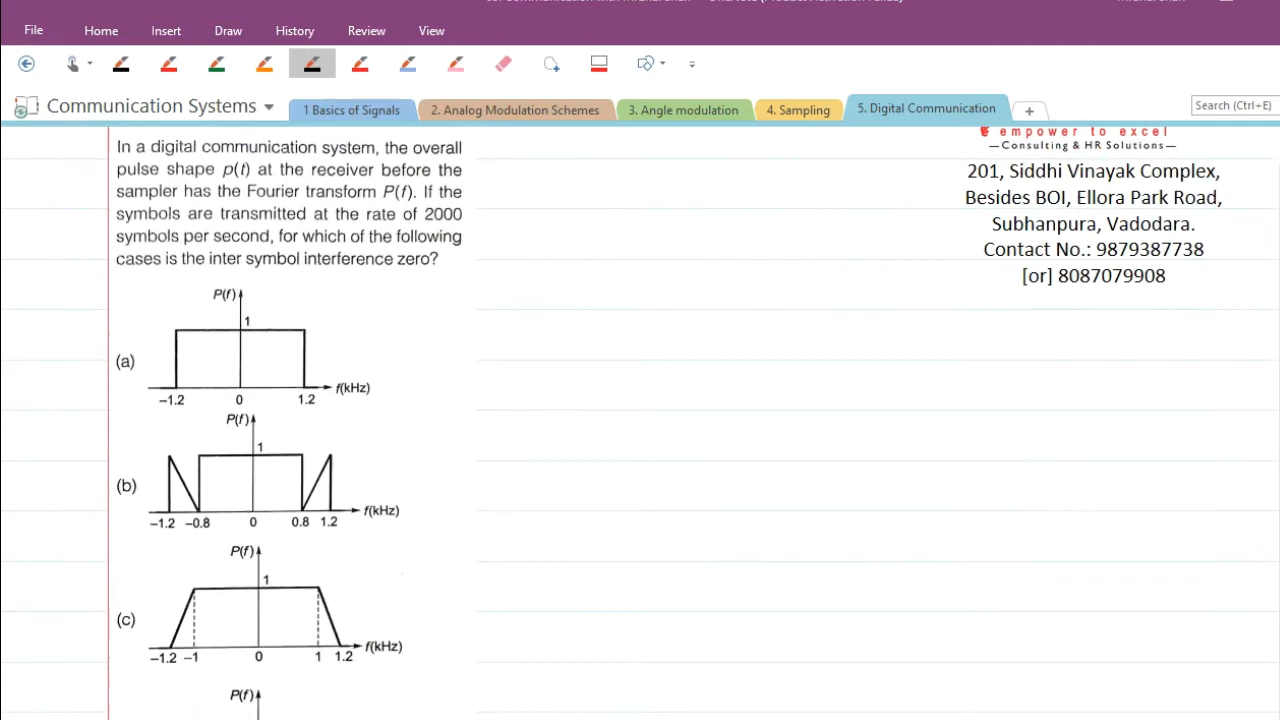 File
Home
Insert
Draw
History
Review
View
Communication Systems
1 Basics of Signals
2. Analog Modulation Schemes
3. Angle modulation
4. Sampling
5. Digital Communication
Search (Ctrl+E)
empower to excel
—Consulting & HR Solutions—
201, Siddhi Vinayak Complex,
Besides BOI, Ellora Park Road,
Subhanpura, Vadodara.
Contact No.: 9879387738
[or] 8087079908
In a digital communication system, the overall
pulse shape p(t) at the receiver before the
sampler has the Fourier transform P(f). If the
symbols are transmitted at the rate of 2000
symbols per second, for which of the following
cases is the inter symbol interference zero?
P(f)
1
(a)
f(kHz)
–1.2 0 1.2
P(f)
1
(b)
f(kHz)
–1.2 –0.8 0 0.8 1.2
P(f)
1
(c)
f(kHz)
–1.2 –1 0 1 1.2
P(f)